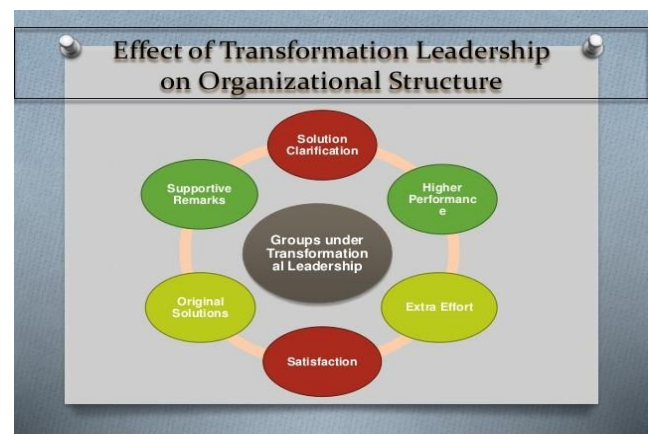 Effect of Transformation Leadership
on Organizational Structure
Solution
Clarification
Higher
Performanc
e
Extra Effort
Satisfaction
Original
Solutions
Supportive
Remarks
Groups under
Transformation
al Leadership